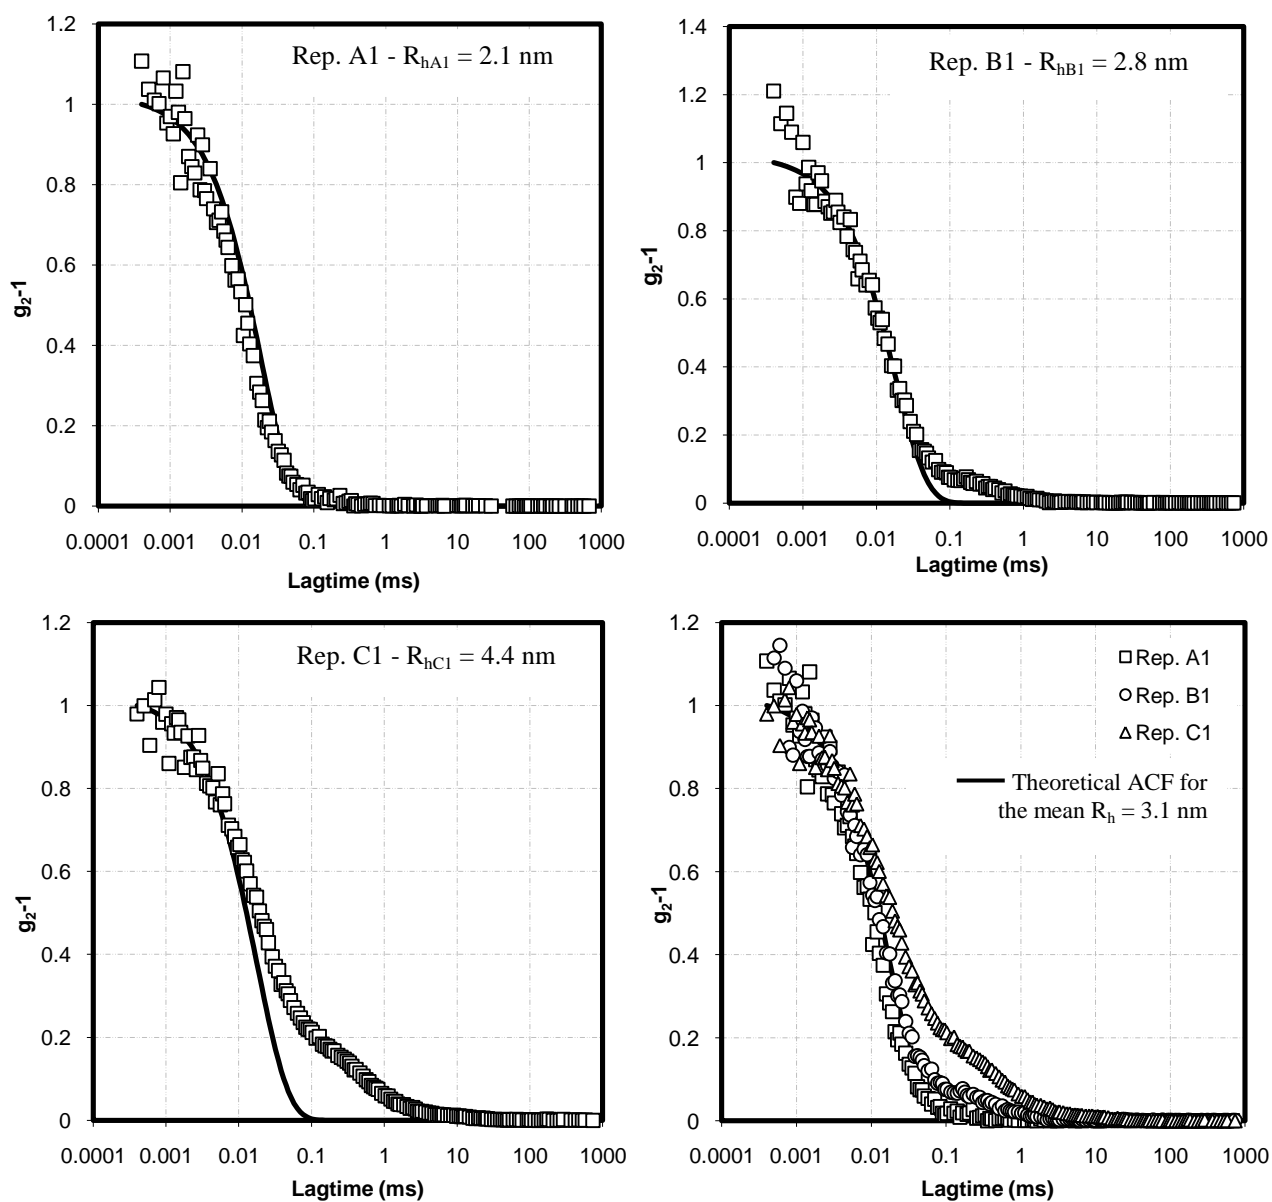 Rep. A1 - RhA1 = 2.1 nm
1.2
1
0.8
0.6
0.4
0.2
0
g2-1
0.0001 0.001 0.01 0.1 1 10 100 1000
Lagtime (ms)
Rep. B1 - RhB1 = 2.8 nm
1.4
1.2
1
0.8
0.6
0.4
0.2
0
g2-1
0.0001 0.001 0.01 0.1 1 10 100 1000
Lagtime (ms)
Rep. C1 - RhC1 = 4.4 nm
1.2
1
0.8
0.6
0.4
0.2
0
g2-1
0.0001 0.001 0.01 0.1 1 10 100 1000
Lagtime (ms)
Rep. A1
Rep. B1
Rep. C1
Theoretical ACF for
the mean Rh = 3.1 nm
1.2
1
0.8
0.6
0.4
0.2
0
g2-1
0.0001 0.001 0.01 0.1 1 10 100 1000
Lagtime (ms)